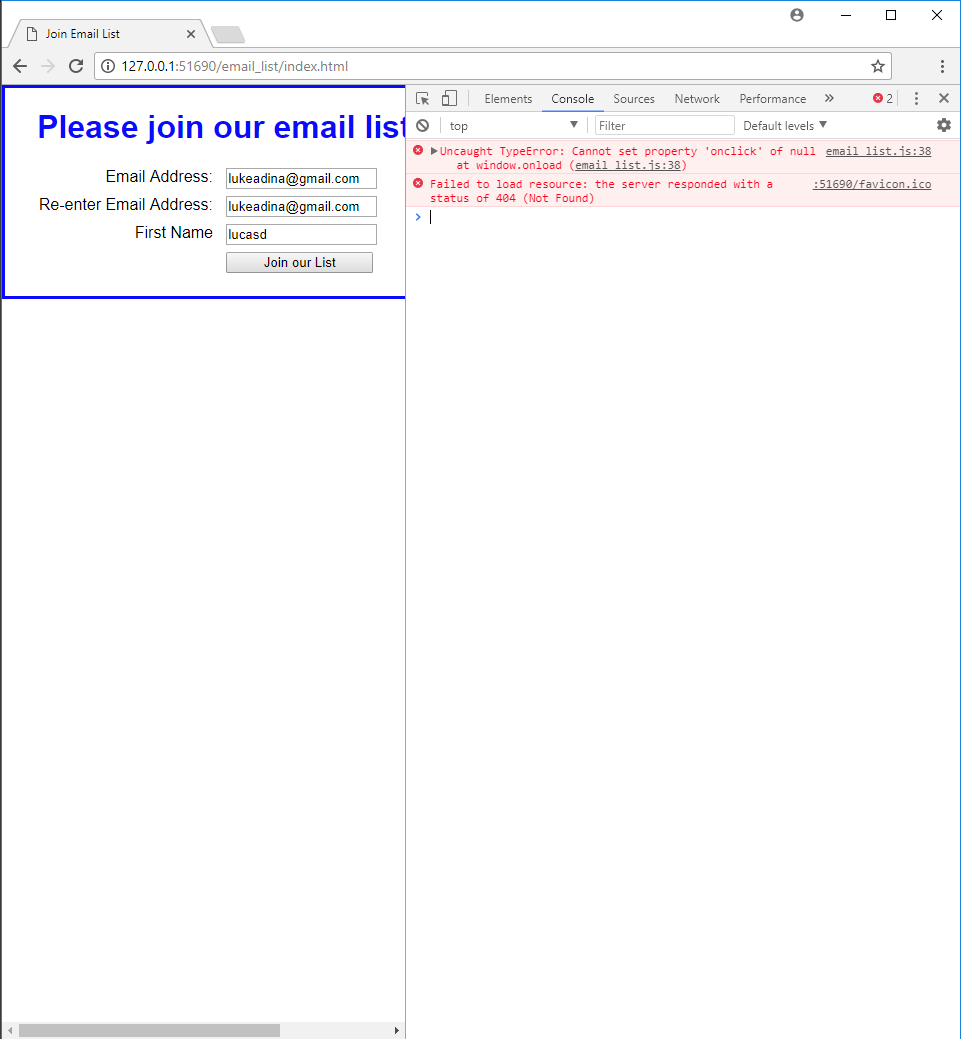 Join Email List
127.0.0.1:51690/email_list/index.html
Please join our email list
Email Address: lukeadina@gmail.com
Re-enter Email Address: lukeadina@gmail.com
First Name lucasd
Join our List
Elements Console Sources Network Performance » 2
top Filter Default levels
Uncaught TypeError: Cannot set property 'onclick' of null email_list.js:38
at window.onload (email_list.js:38)
Failed to load resource: the server responded with a :51690/favicon.ico
status of 404 (Not Found)